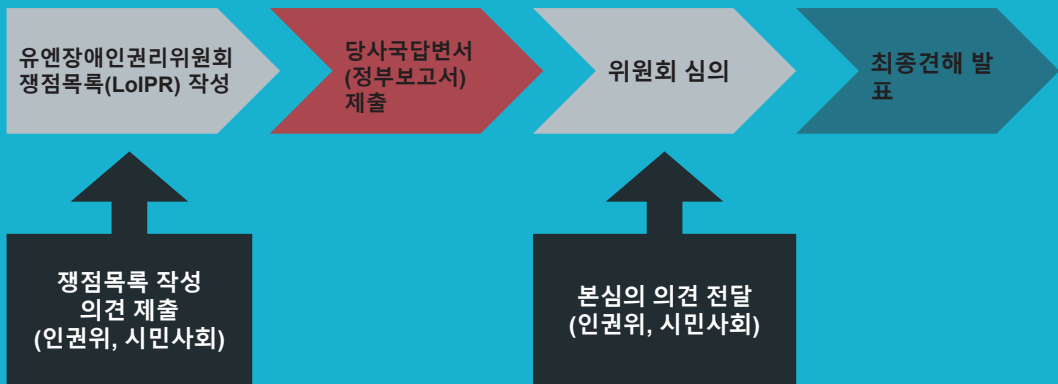 유엔장애인권리위원회
쟁점목록(LoIPR) 작성
당사국답변서
(정부보고서)
제출
위원회 심의
최종견해 발
표
쟁점목록 작성
의견 제출
(인권위, 시민사회)
본심의 의견 전달
(인권위, 시민사회)